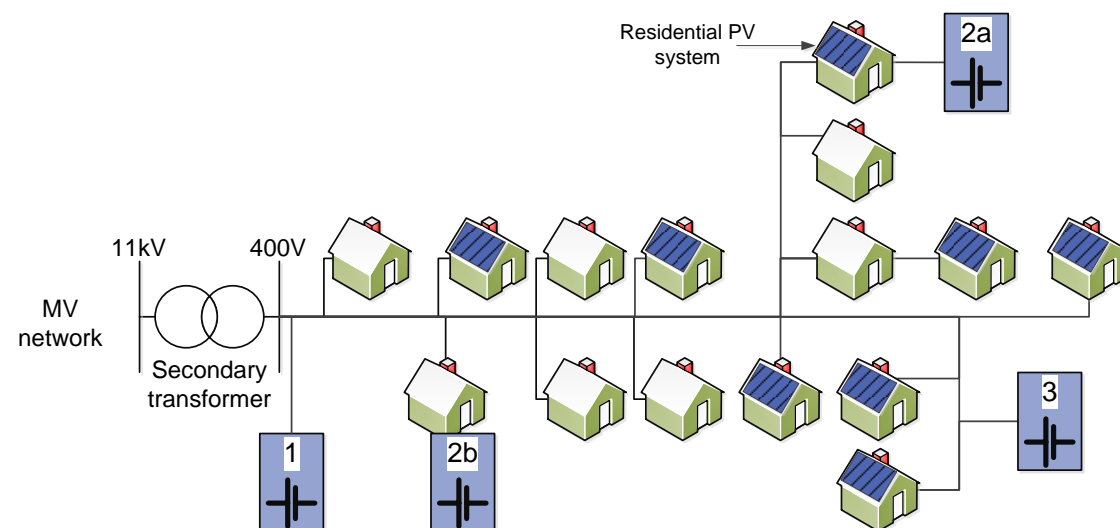 Residential PV
system
2a
11kV
400V
MV
network
Secondary
transformer
1
2b
3